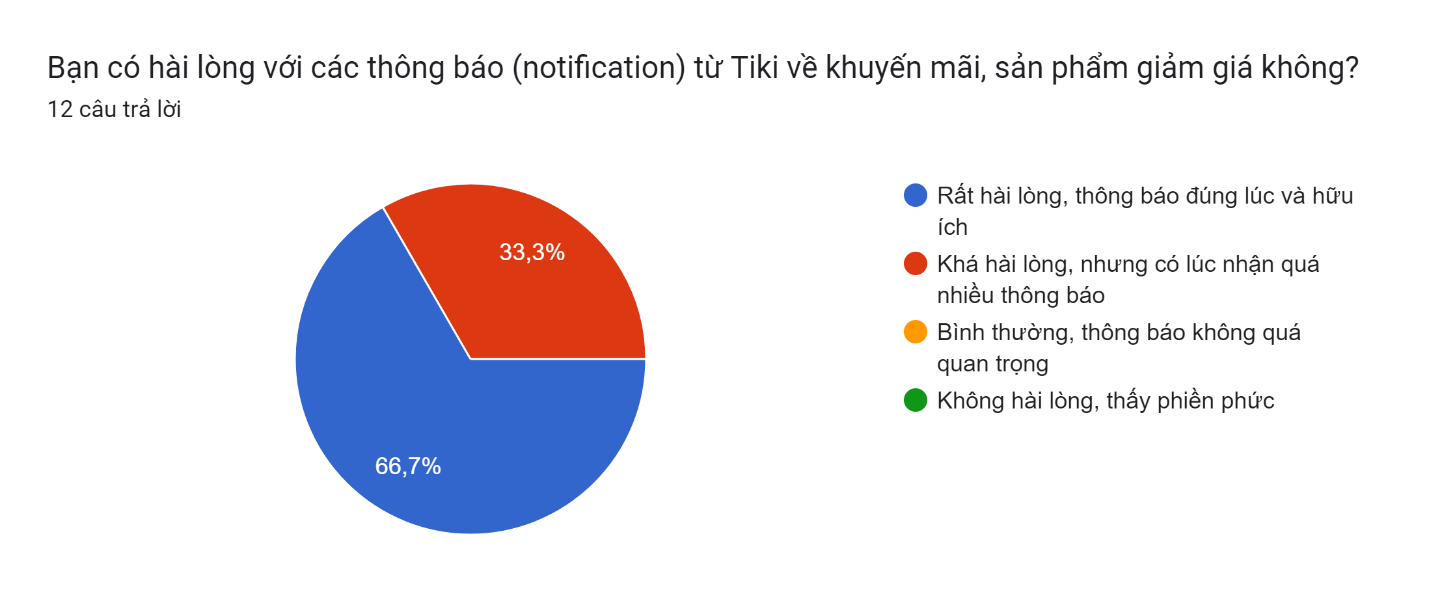 Bạn có hài lòng với các thông báo (notification) từ Tiki về khuyến mãi, sản phẩm giảm giá không?
12 câu trả lời
33,3%
66,7%
Rất hài lòng, thông báo đúng lúc và hữu
ích
Khá hài lòng, nhưng có lúc nhận quá
nhiều thông báo
Bình thường, thông báo không quá
quan trọng
Không hài lòng, thấy phiền phức